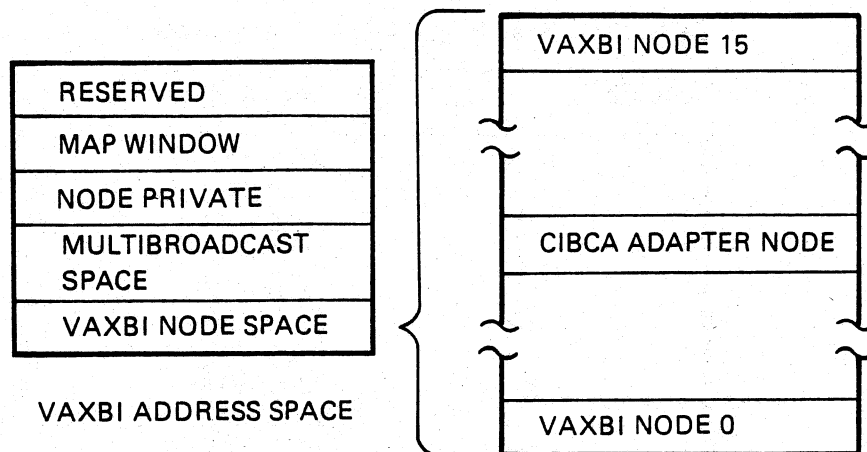 RESERVED
MAP WINDOW
NODE PRIVATE
MULTIBROADCAST
SPACE
VAXBI NODE SPACE
VAXBI ADDRESS SPACE
VAXBI NODE 15
CIBCA ADAPTER NODE
VAXBI NODE 0